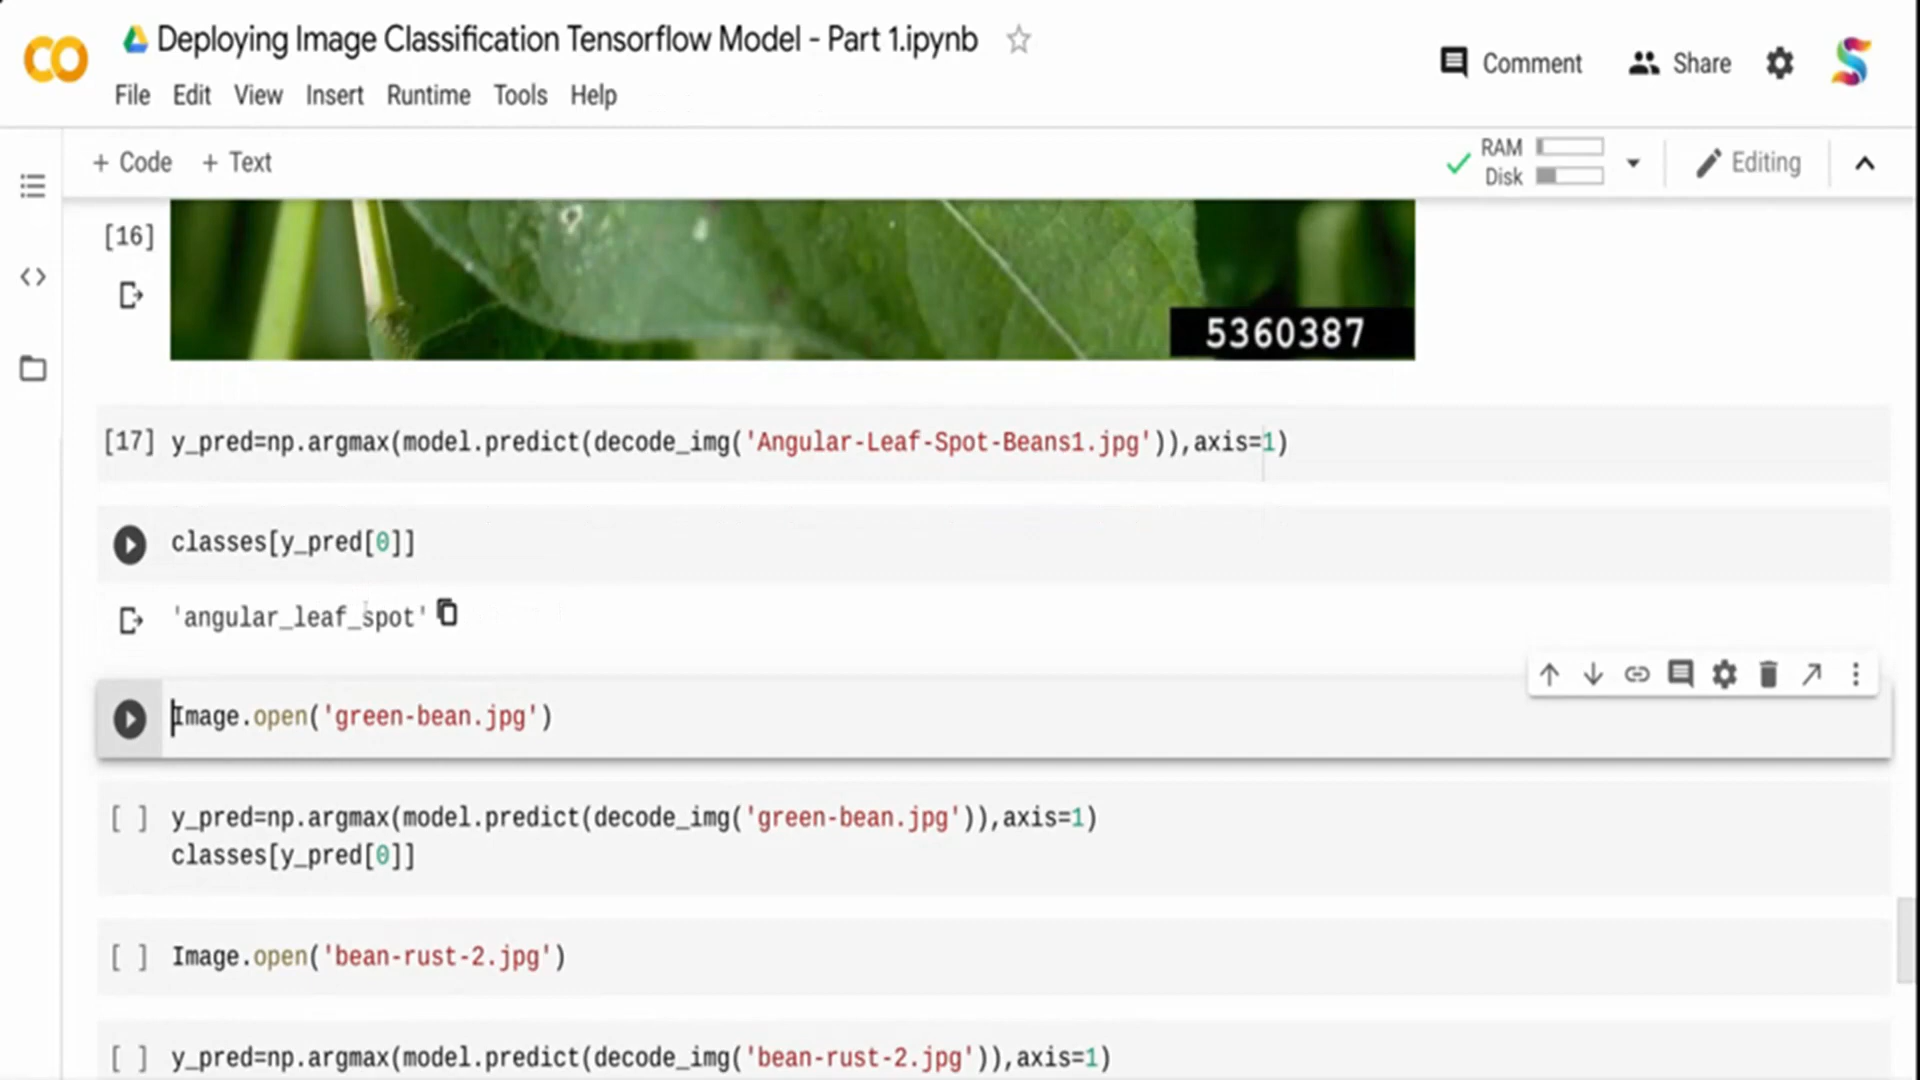 Deploying Image Classification Tensorflow Model - Part 1.ipynb
Comment
Share
File Edit View Insert Runtime Tools Help
+ Code + Text
RAM
Disk
Editing
[16]
5360387
[17] y_pred=np.argmax(model.predict(decode_img('Angular-Leaf-Spot-Beans1.jpg')),axis=1)
classes[y_pred[0]]
'angular_leaf_spot'
Image.open('green-bean.jpg')
[ ] y_pred=np.argmax(model.predict(decode_img('green-bean.jpg')),axis=1)
classes[y_pred[0]]
[ ] Image.open('bean-rust-2.jpg')
[ ] y_pred=np.argmax(model.predict(decode_img('bean-rust-2.jpg')),axis=1)